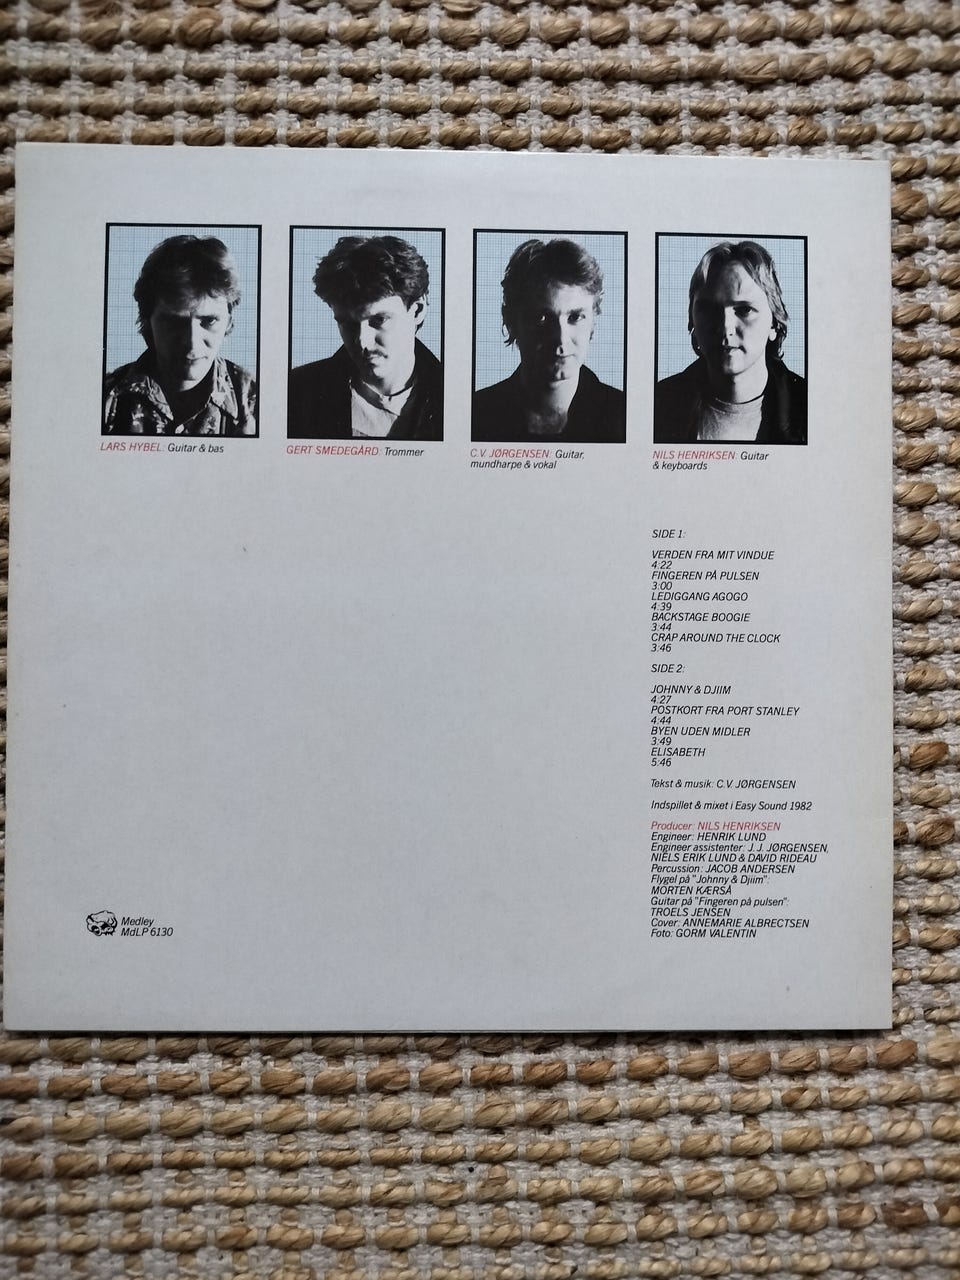 LARS HYBEL: Guitar & bas
GERT SMEDEGÅRD: Trommer
C.V. JØRGENSEN: Guitar,
mundharpe & vokal
NILS HENRIKSEN: Guitar
& keyboards
SIDE 1:
VERDEN FRA MIT VINDUE
4:22
FINGEREN PÅ PULSEN
3:00
LEDIGGANG AGOGO
4:39
BACKSTAGE BOOGIE
3:44
CRAP AROUND THE CLOCK
3:46
SIDE 2:
JOHNNY & DJIIM
4:27
POSTKORT FRA PORT STANLEY
4:44
BYEN UDEN MIDLER
3:49
ELISABETH
5:46
Tekst & musik: C.V. JØRGENSEN
Indspillet & mixet i Easy Sound 1982
Producer: NILS HENRIKSEN
Engineer: HENRIK LUND
Engineer assistenter: J. J. JØRGENSEN,
NIELS ERIK LUND & DAVID RIDEAU
Percussion: JACOB ANDERSEN
Flygel på "Johnny & Djiim":
MORTEN KÆRSÅ
Guitar på "Fingeren på pulsen":
TROELS JENSEN
Cover: ANNEMARIE ALBRECTSEN
Foto: GORM VALENTIN
Medley
MdLP 6130